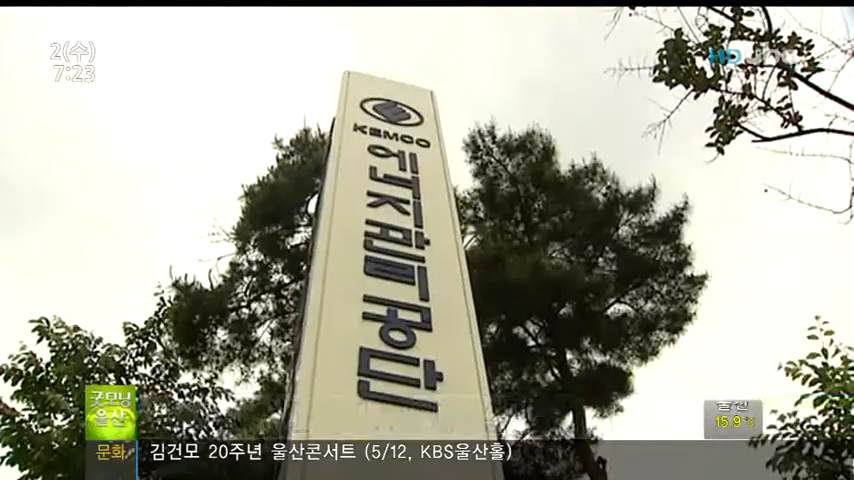 2(수)
7:23
KEMCO
에너지관리공단
굿모닝
울산
울산
15.9℃
문화
김건모 20주년 울산콘서트 (5/12, KBS울산홀)